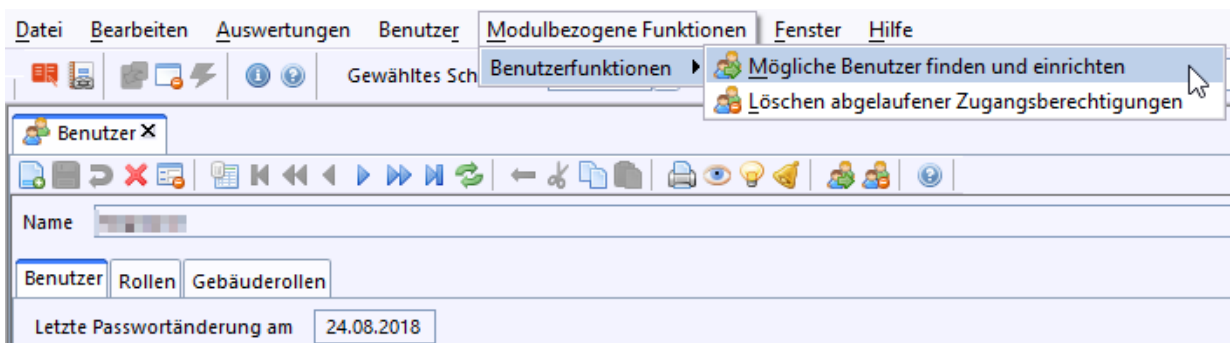 Datei Bearbeiten Auswertungen Benutzer Modulbezogene Funktionen Fenster Hilfe
Gewähltes Sch Benutzerfunktionen Mögliche Benutzer finden und einrichten
Löschen abgelaufener Zugangsberechtigungen
Benutzer
Name
Benutzer Rollen Gebäuderollen
Letzte Passwortänderung am 24.08.2018